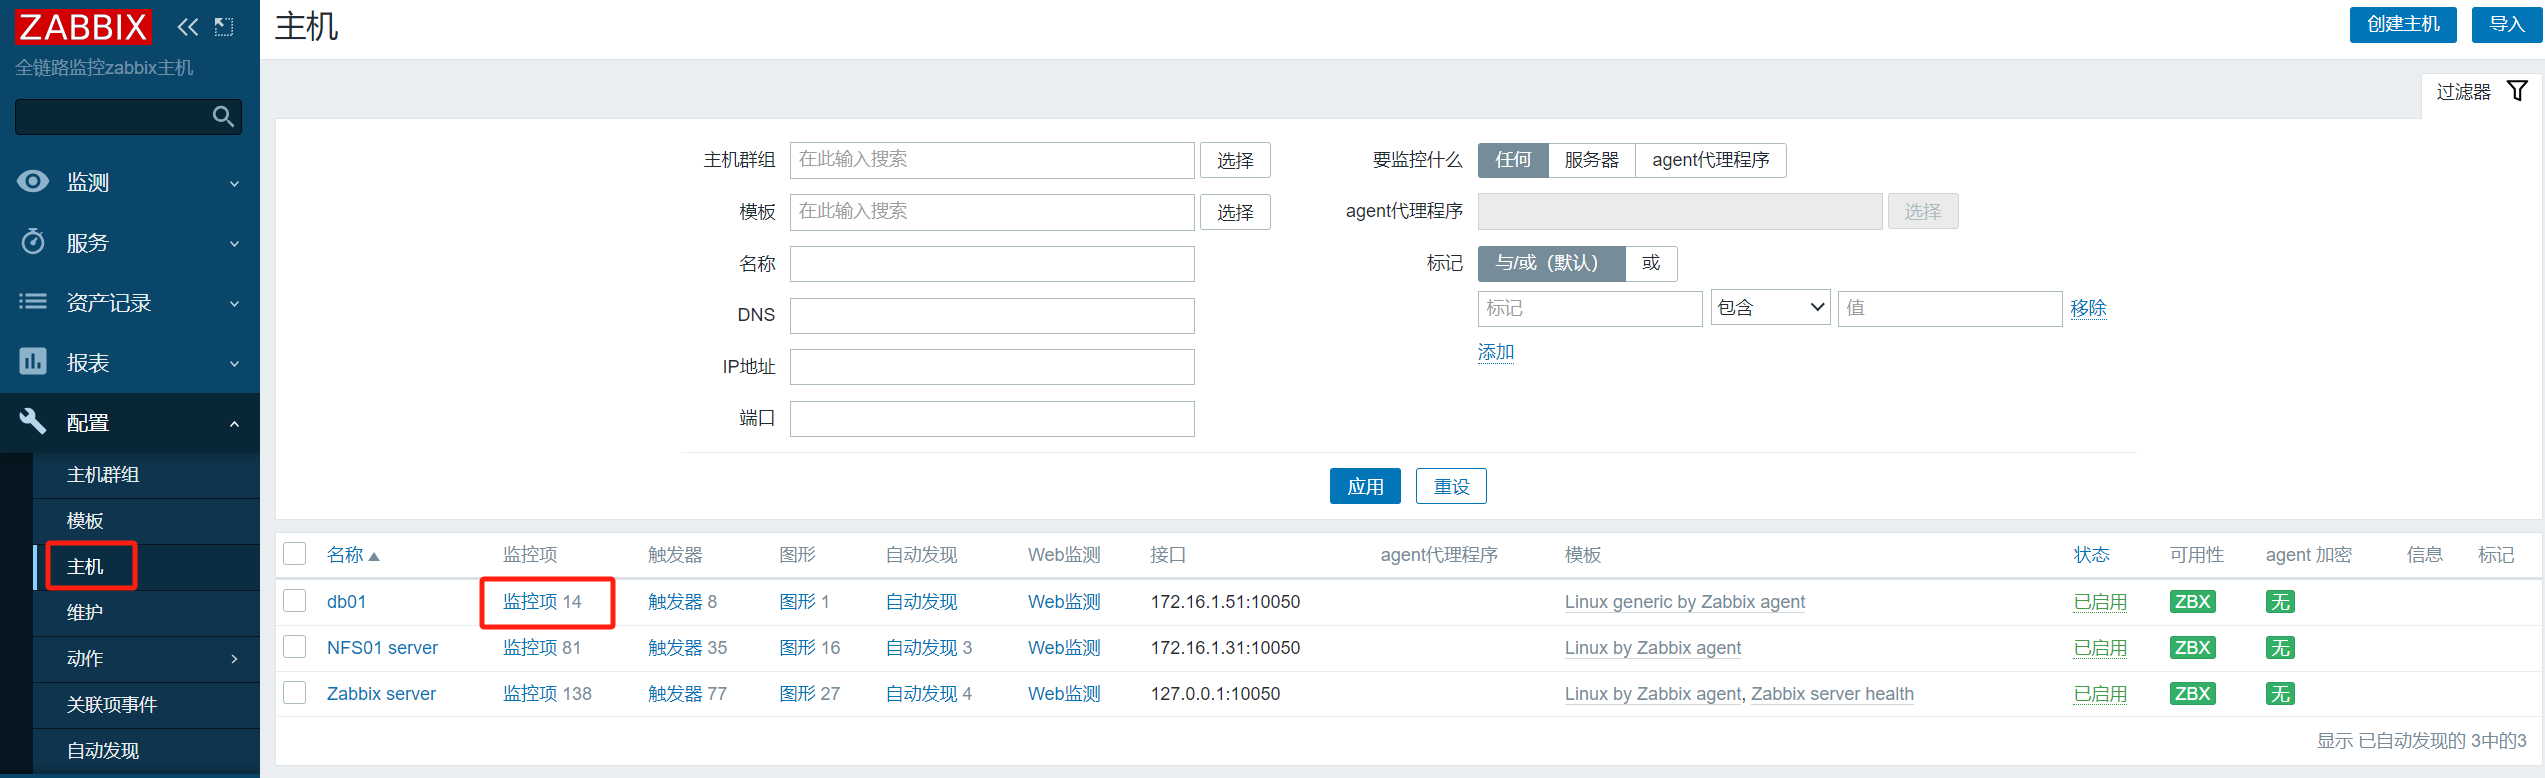 ZABBIX
全链路监控zabbix主机
监测
服务
资产记录
报表
配置
主机群组
模板
主机
维护
动作
关联项事件
自动发现
主机
创建主机 导入
过滤器
主机群组 在此输入搜索 选择
模板 在此输入搜索 选择
名称
DNS
IP地址
端口
要监控什么 任何 服务器 agent代理程序
agent代理程序 选择
标记 与/或（默认） 或
标记 包含 值 移除
添加
应用 重设
名称 监控项 触发器 图形 自动发现 Web监测 接口 agent代理程序 模板 状态 可用性 agent 加密 信息 标记
db01 监控项 14 触发器 8 图形 1 自动发现 Web监测 172.16.1.51:10050 Linux generic by Zabbix agent 已启用 ZBX 无
NFS01 server 监控项 81 触发器 35 图形 16 自动发现 3 Web监测 172.16.1.31:10050 Linux by Zabbix agent 已启用 ZBX 无
Zabbix server 监控项 138 触发器 77 图形 27 自动发现 4 Web监测 127.0.0.1:10050 Linux by Zabbix agent, Zabbix server health 已启用 ZBX 无
显示 已自动发现的 3中的3